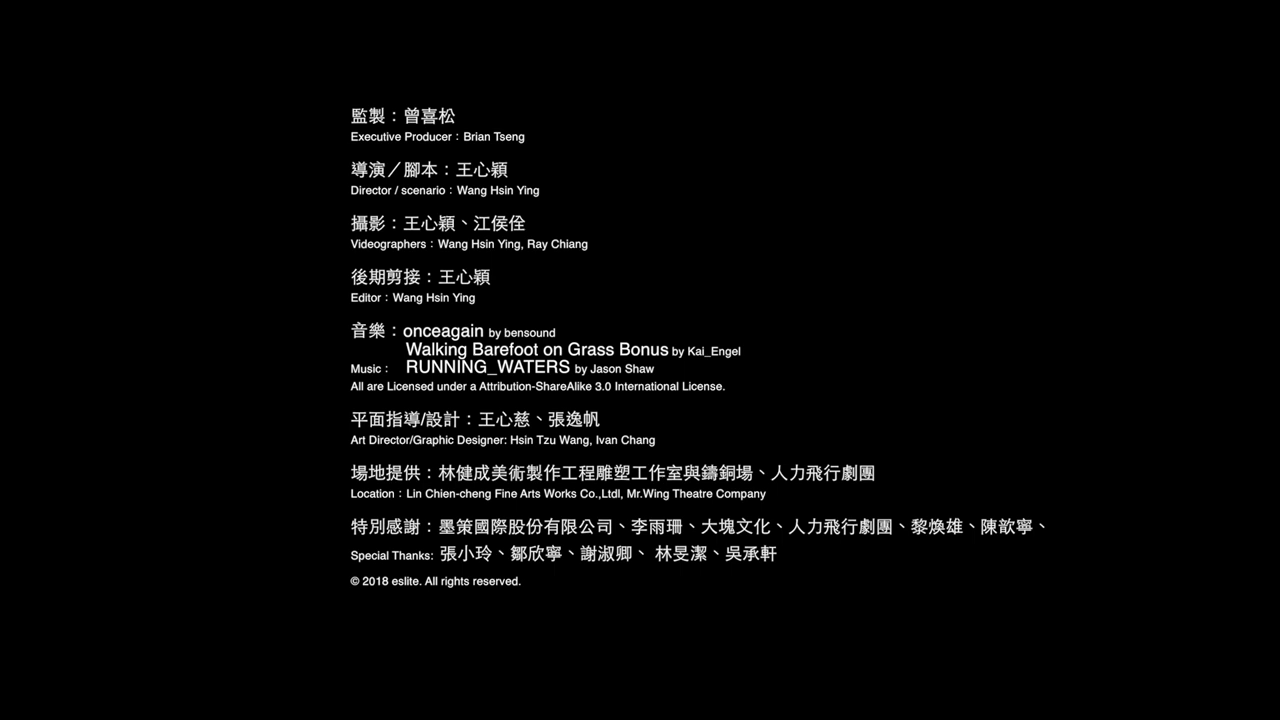 監製：曾喜松
Executive Producer：Brian Tseng
導演／腳本：王心穎
Director / scenario：Wang Hsin Ying
攝影：王心穎、江侯佺
Videographers：Wang Hsin Ying, Ray Chiang
後期剪接：王心穎
Editor：Wang Hsin Ying
音樂：onceagain by bensound
Walking Barefoot on Grass Bonus by Kai_Engel
Music： RUNNING_WATERS by Jason Shaw
All are Licensed under a Attribution-ShareAlike 3.0 International License.
平面指導/設計：王心慈、張逸帆
Art Director/Graphic Designer: Hsin Tzu Wang, Ivan Chang
場地提供：林健成美術製作工程雕塑工作室與鑄銅場、人力飛行劇團
Location：Lin Chien-cheng Fine Arts Works Co.,Ltdl, Mr.Wing Theatre Company
特別感謝：墨策國際股份有限公司、李雨珊、大塊文化、人力飛行劇團、黎煥雄、陳歆寧、
Special Thanks: 張小玲、鄒欣寧、謝淑卿、 林旻潔、吳承軒
© 2018 eslite. All rights reserved.